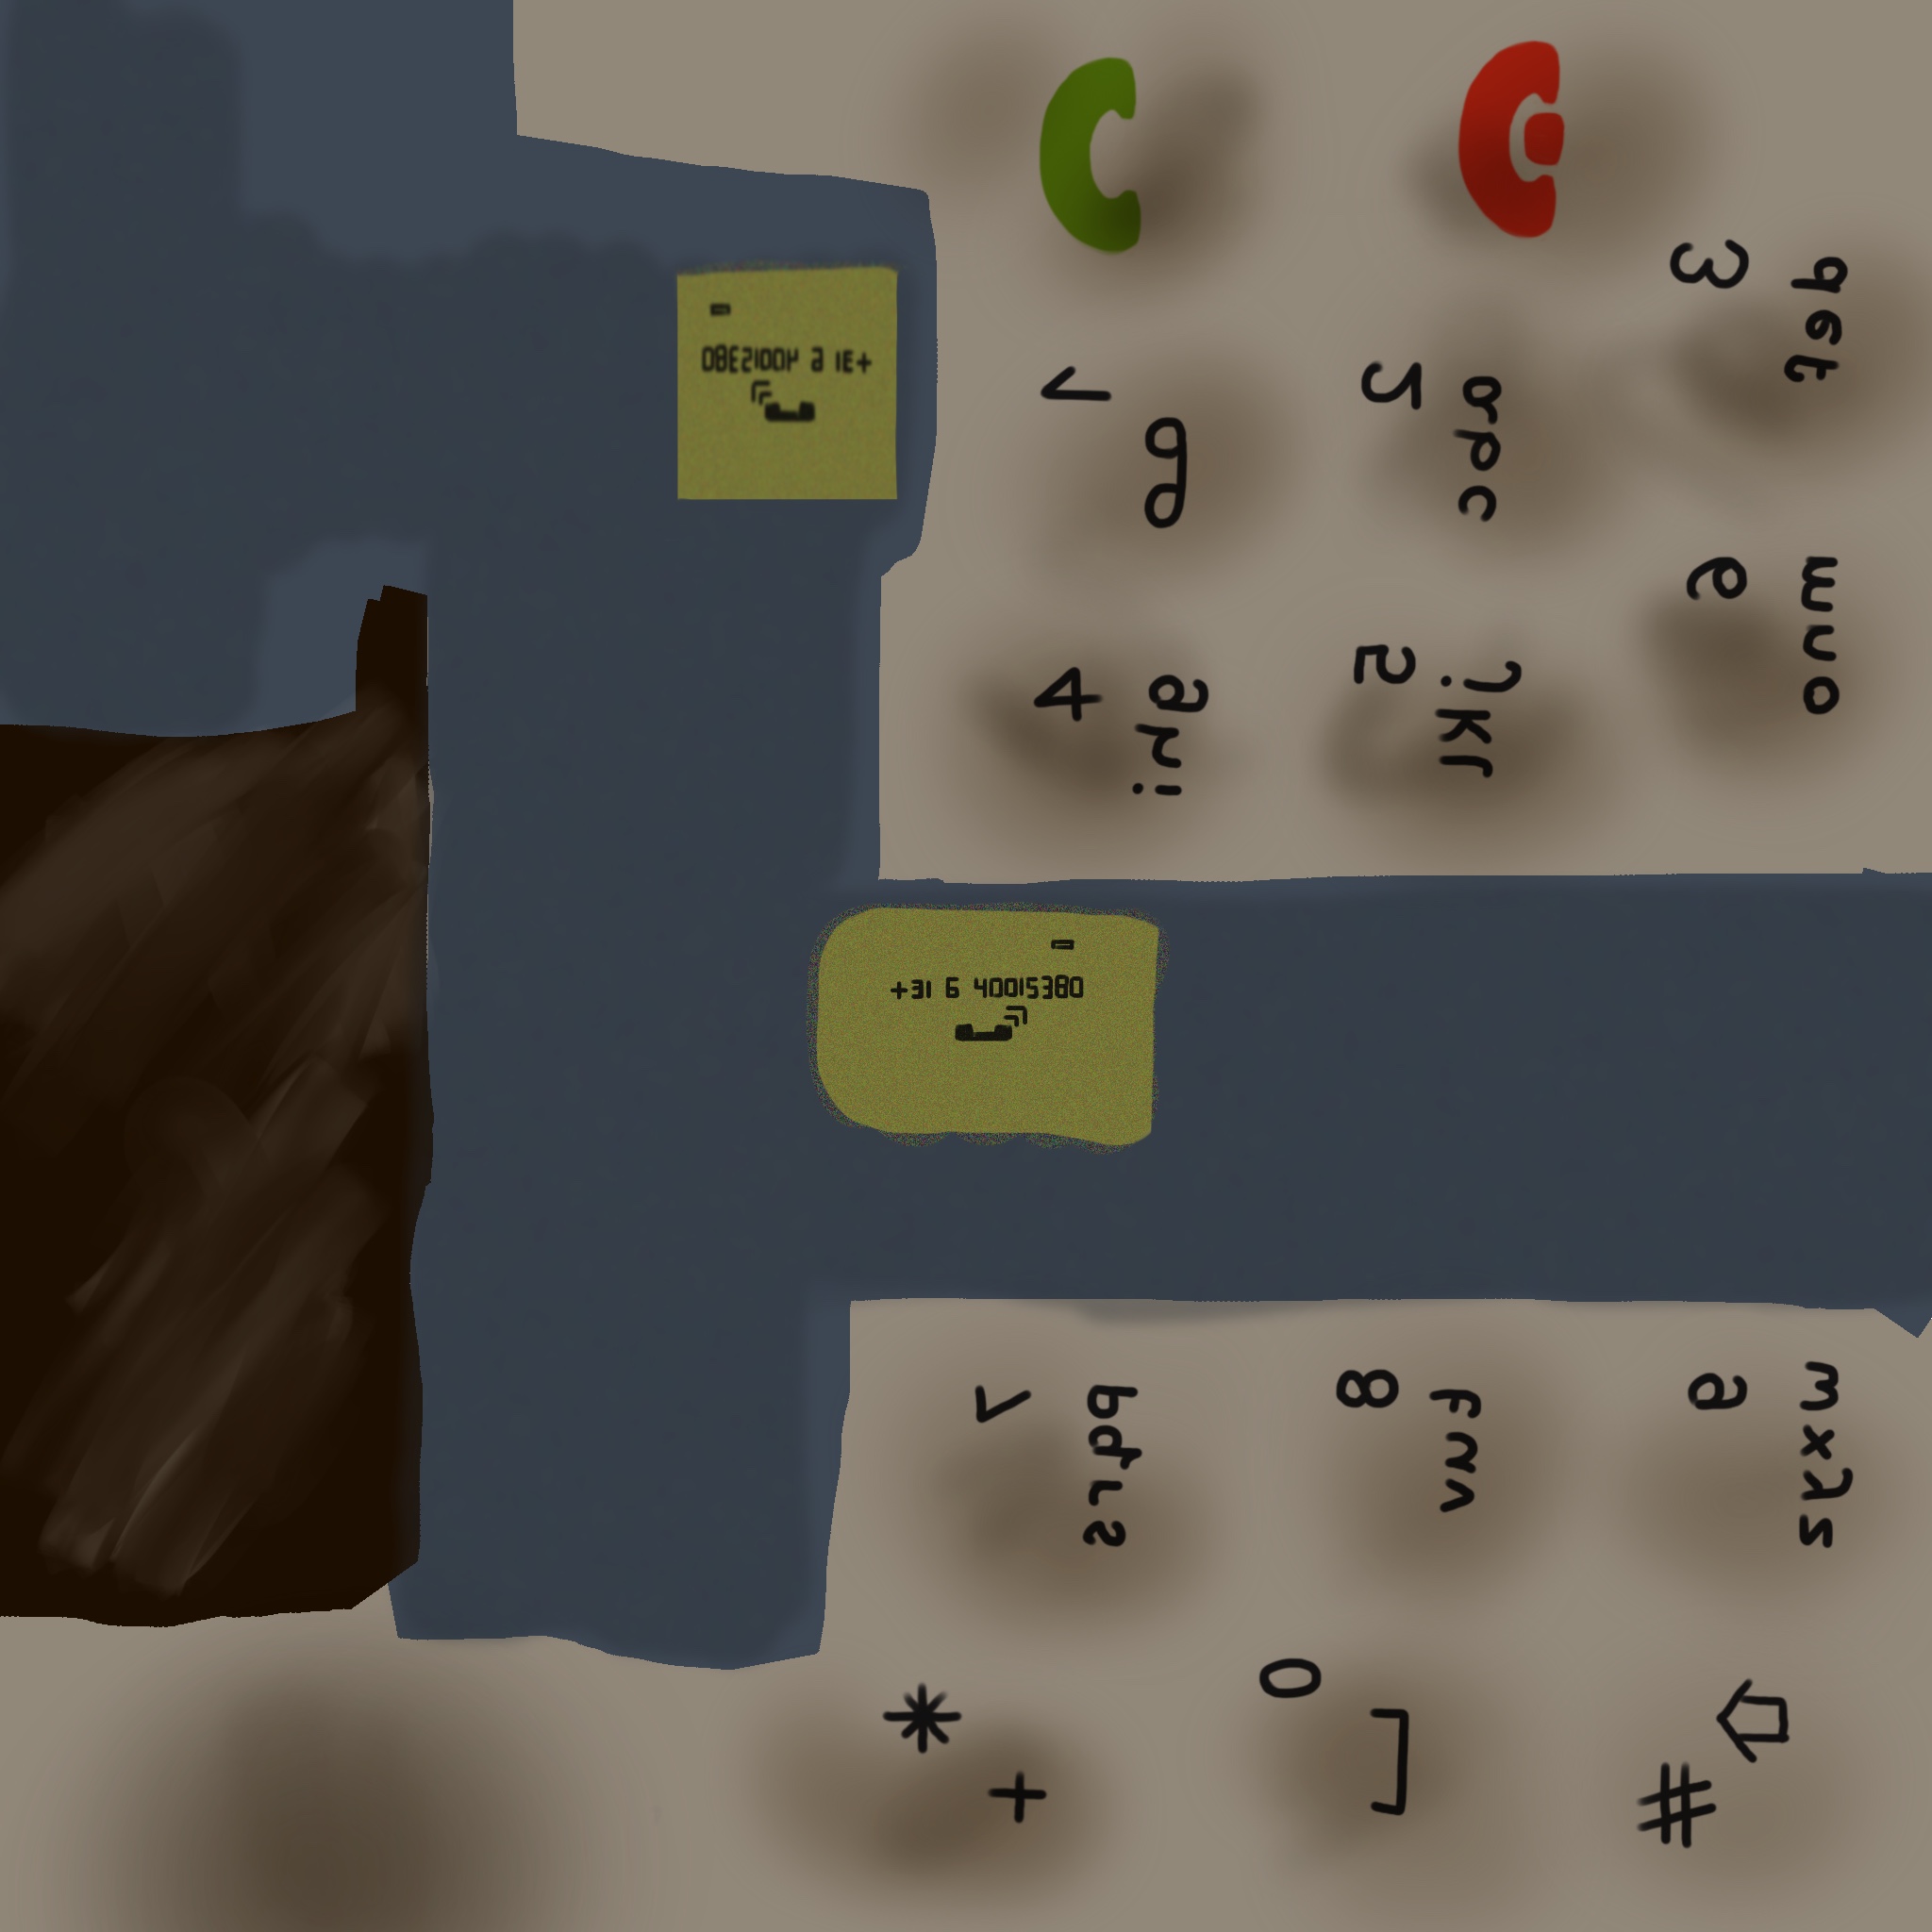 +31 6 40015380
+31 6 40015380
1
2 abc
3 def
4 ghi
5 jkl
6 mno
7 pqrs
8 tuv
9 wxyz
* +
0
#